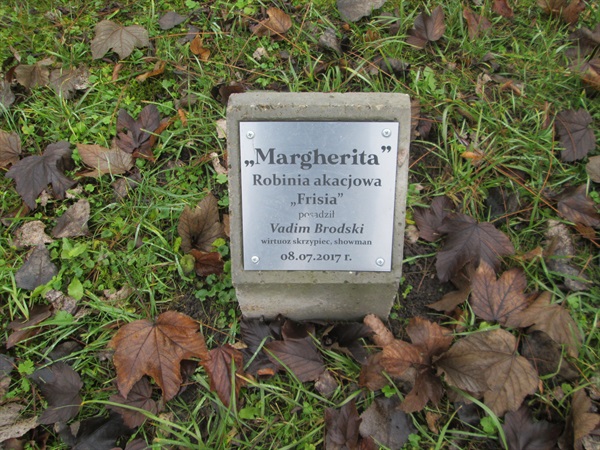 „Margherita”
Robinia akacjowa
„Frisia”
posadził
Vadim Brodski
wirtuoz skrzypiec, showman
08.07.2017 r.